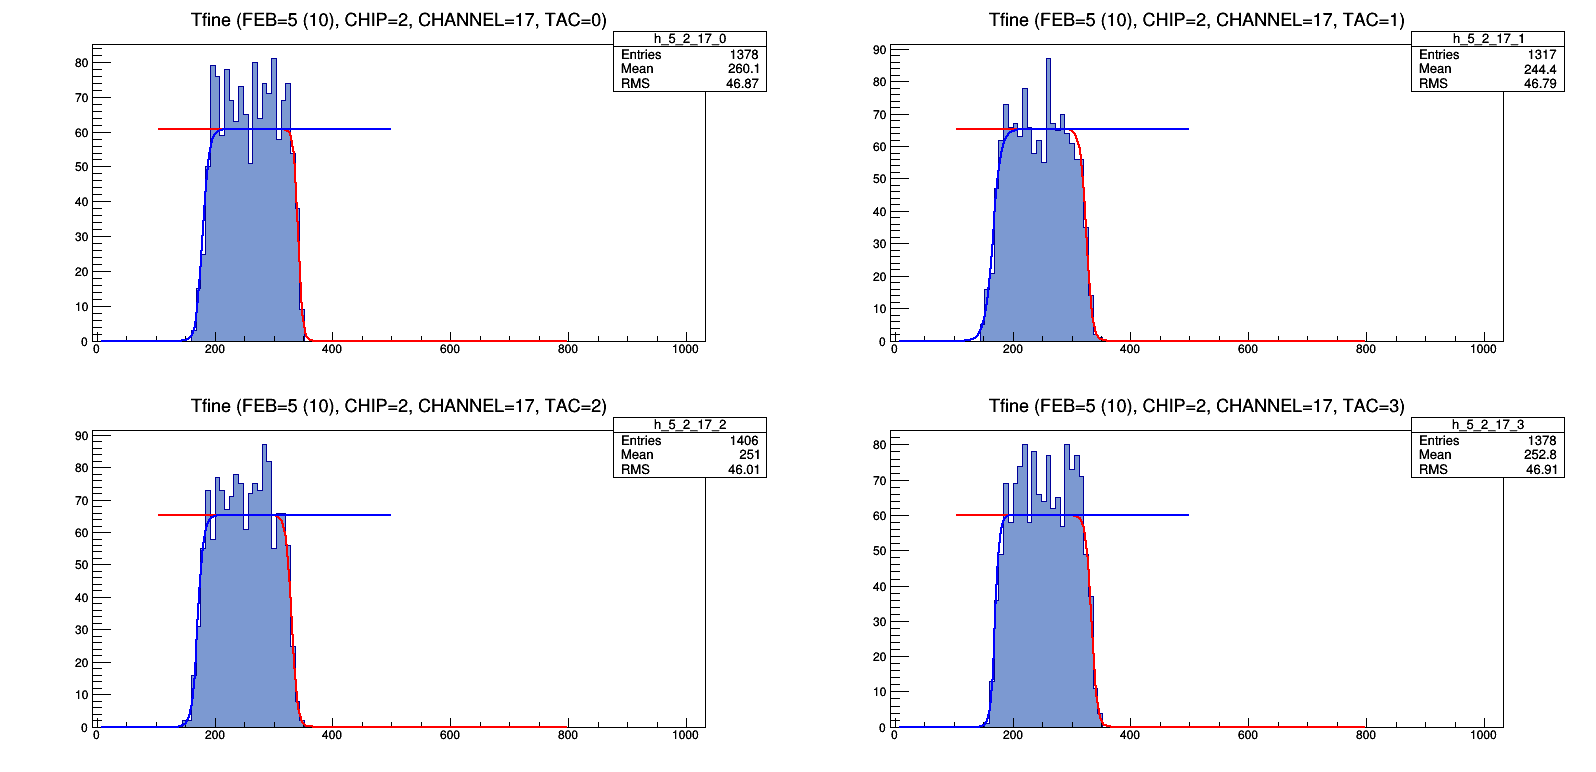 Tfine (FEB=5 (10), CHIP=2, CHANNEL=17, TAC=0)
h_5_2_17_0
Entries 1378
Mean 260.1
RMS 46.87
80
70
60
50
40
30
20
10
0
0 200 400 600 800 1000
Tfine (FEB=5 (10), CHIP=2, CHANNEL=17, TAC=1)
h_5_2_17_1
Entries 1317
Mean 244.4
RMS 46.79
90
80
70
60
50
40
30
20
10
0
0 200 400 600 800 1000
Tfine (FEB=5 (10), CHIP=2, CHANNEL=17, TAC=2)
h_5_2_17_2
Entries 1406
Mean 251
RMS 46.01
90
80
70
60
50
40
30
20
10
0
0 200 400 600 800 1000
Tfine (FEB=5 (10), CHIP=2, CHANNEL=17, TAC=3)
h_5_2_17_3
Entries 1378
Mean 252.8
RMS 46.91
80
70
60
50
40
30
20
10
0
0 200 400 600 800 1000